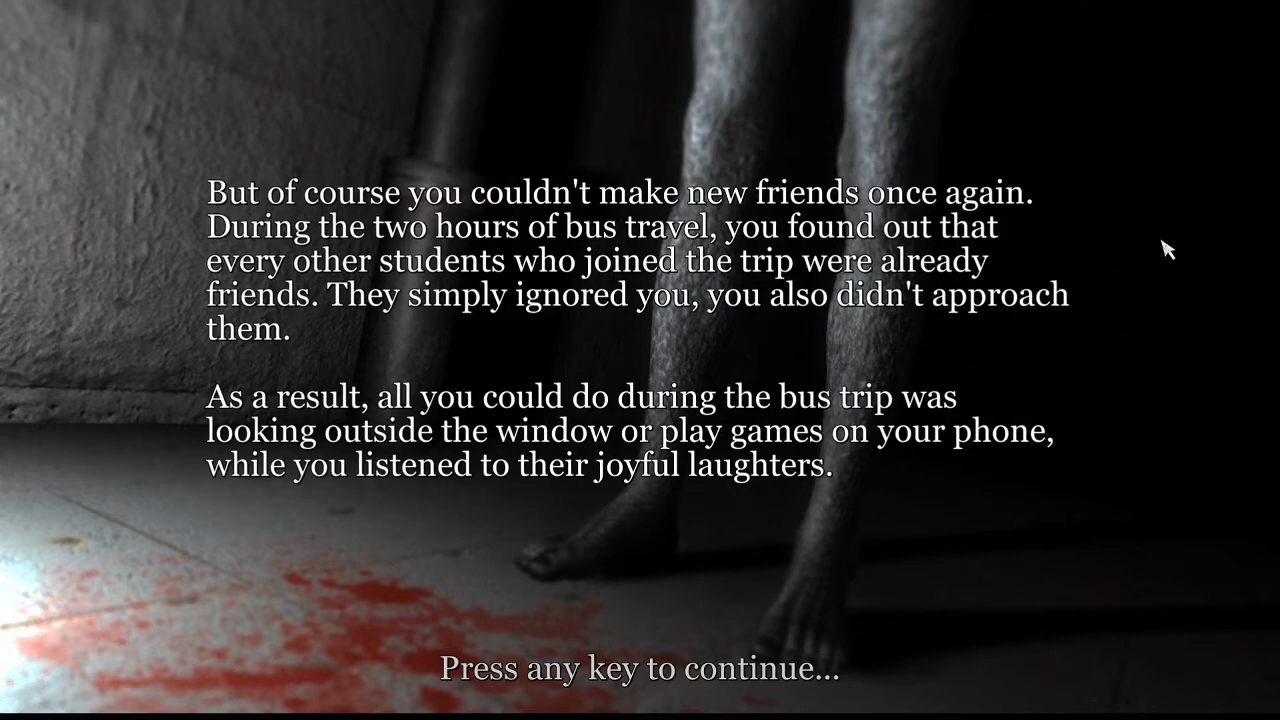 But of course you couldn't make new friends once again.
During the two hours of bus travel, you found out that
every other students who joined the trip were already
friends. They simply ignored you, you also didn't approach
them.
As a result, all you could do during the bus trip was
looking outside the window or play games on your phone,
while you listened to their joyful laughters.
Press any key to continue...